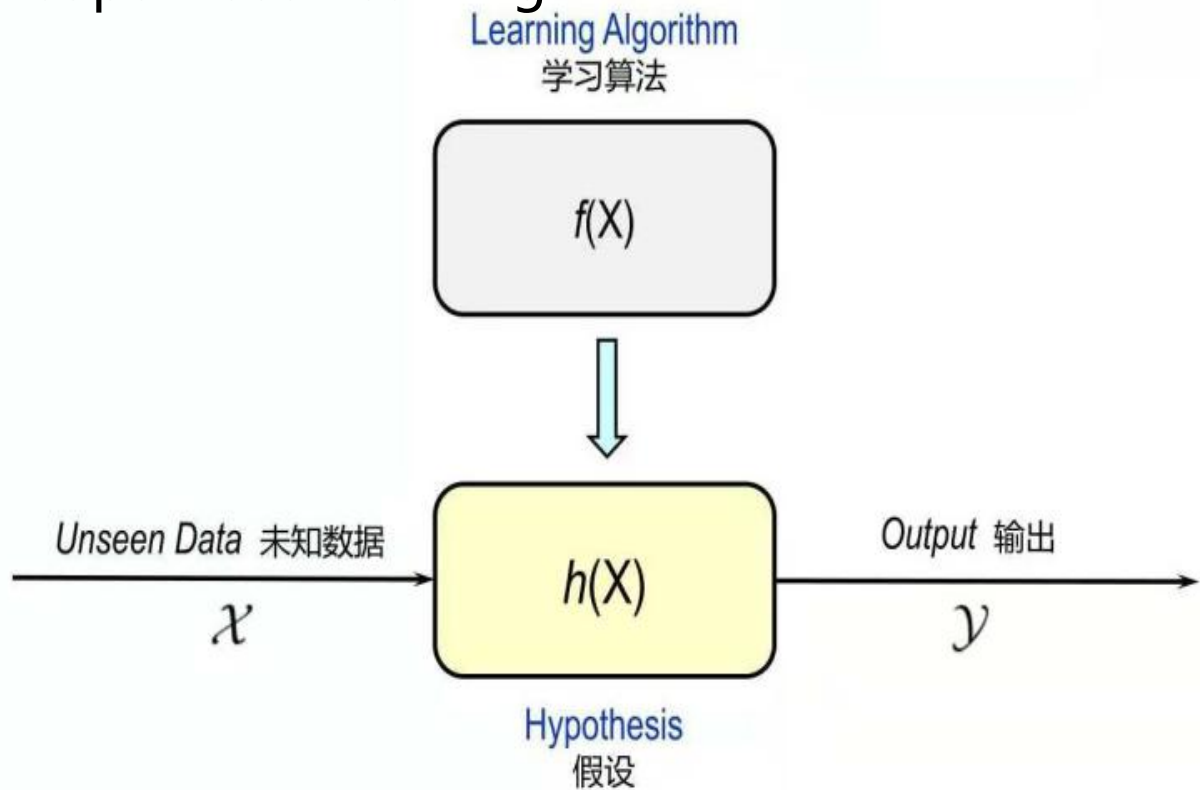 Learning Algorithm
学习算法
f(X)
Unseen Data 未知数据
X
h(X)
Output 输出
Y
Hypothesis
假设